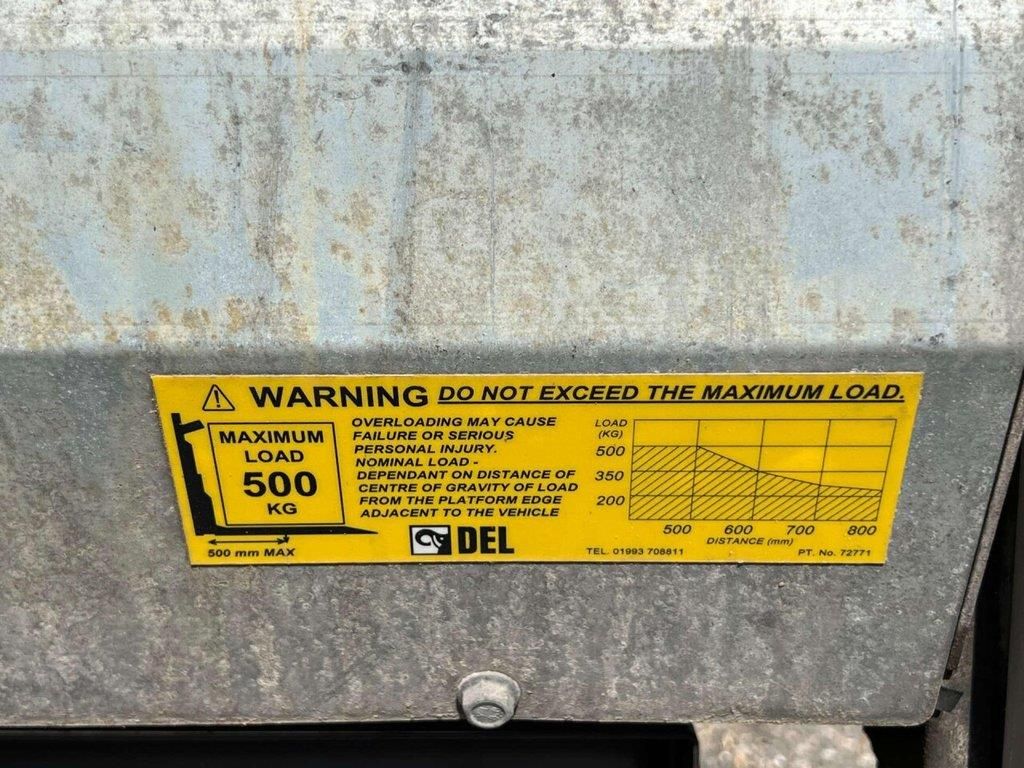 WARNING DO NOT EXCEED THE MAXIMUM LOAD.
MAXIMUM
LOAD
500
KG
500 mm MAX
OVERLOADING MAY CAUSE
FAILURE OR SERIOUS
PERSONAL INJURY.
NOMINAL LOAD -
DEPENDANT ON DISTANCE OF
CENTRE OF GRAVITY OF LOAD
FROM THE PLATFORM EDGE
ADJACENT TO THE VEHICLE
DEL
LOAD
(KG)
500
350
200
500 600 700 800
DISTANCE (mm)
TEL. 01993 708811 PT. No. 72771